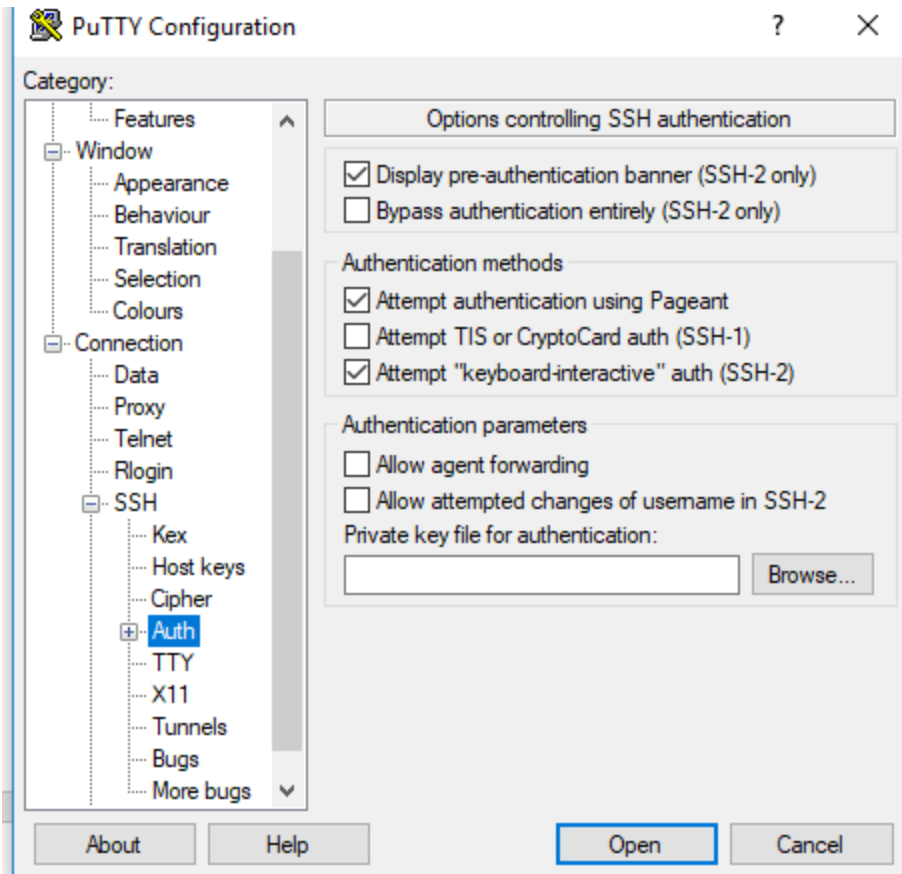 PuTTY Configuration
?
Category:
Features
Window
Appearance
Behaviour
Translation
Selection
Colours
Connection
Data
Proxy
Telnet
Rlogin
SSH
Kex
Host keys
Cipher
Auth
TTY
X11
Tunnels
Bugs
More bugs
Options controlling SSH authentication
Display pre-authentication banner (SSH-2 only)
Bypass authentication entirely (SSH-2 only)
Authentication methods
Attempt authentication using Pageant
Attempt TIS or CryptoCard auth (SSH-1)
Attempt "keyboard-interactive" auth (SSH-2)
Authentication parameters
Allow agent forwarding
Allow attempted changes of username in SSH-2
Private key file for authentication:
Browse...
About
Help
Open
Cancel